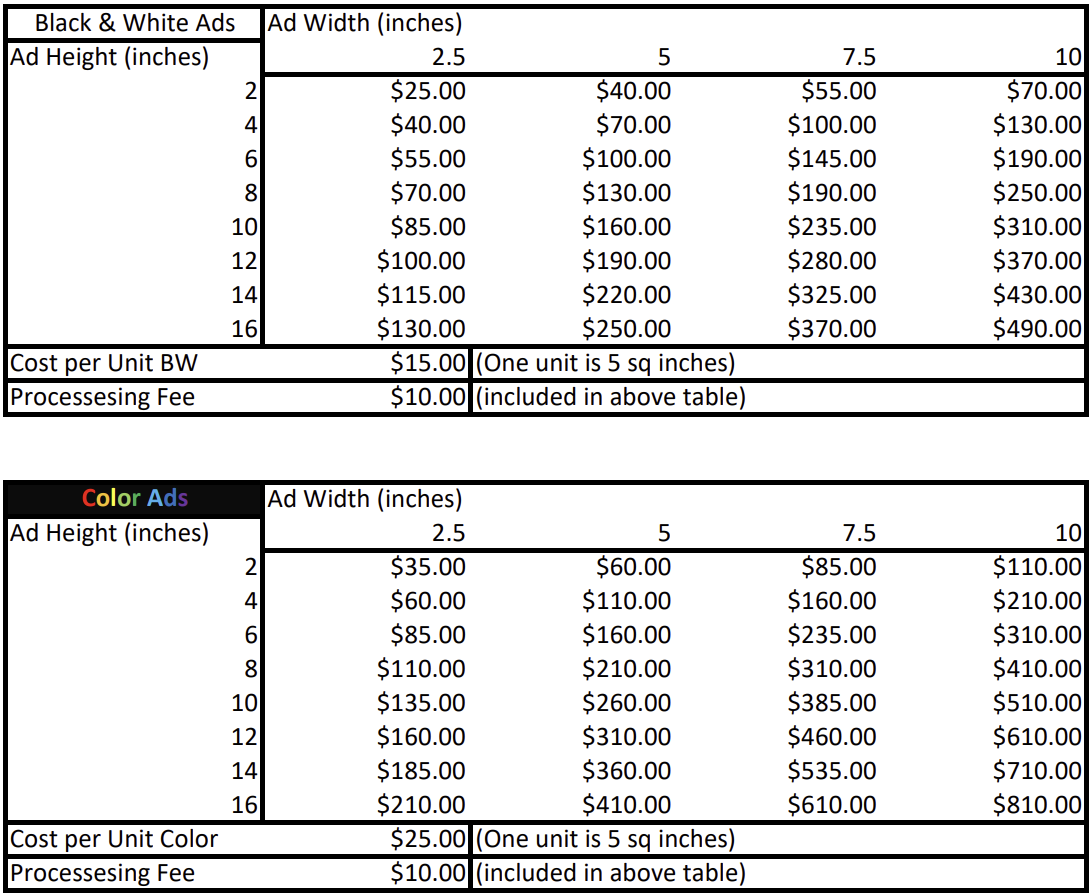 Black & White Ads Ad Width (inches)
Ad Height (inches) 2.5 5 7.5 10
2 $25.00 $40.00 $55.00 $70.00
4 $40.00 $70.00 $100.00 $130.00
6 $55.00 $100.00 $145.00 $190.00
8 $70.00 $130.00 $190.00 $250.00
10 $85.00 $160.00 $235.00 $310.00
12 $100.00 $190.00 $280.00 $370.00
14 $115.00 $220.00 $325.00 $430.00
16 $130.00 $250.00 $370.00 $490.00
Cost per Unit BW $15.00 (One unit is 5 sq inches)
Processesing Fee $10.00 (included in above table)
Color Ads Ad Width (inches)
Ad Height (inches) 2.5 5 7.5 10
2 $35.00 $60.00 $85.00 $110.00
4 $60.00 $110.00 $160.00 $210.00
6 $85.00 $160.00 $235.00 $310.00
8 $110.00 $210.00 $310.00 $410.00
10 $135.00 $260.00 $385.00 $510.00
12 $160.00 $310.00 $460.00 $610.00
14 $185.00 $360.00 $535.00 $710.00
16 $210.00 $410.00 $610.00 $810.00
Cost per Unit Color $25.00 (One unit is 5 sq inches)
Processesing Fee $10.00 (included in above table)